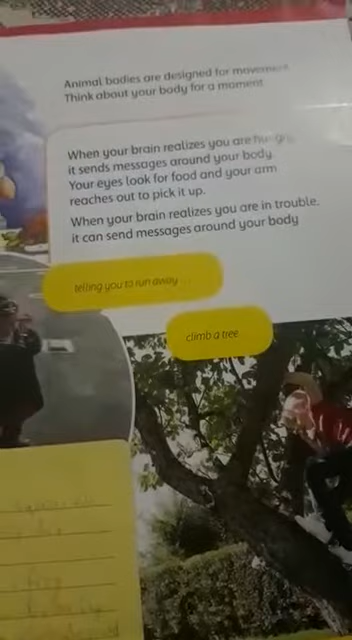 Animal bodies are designed for movement
Think about your body for a moment
When your brain realizes you are hungry,
it sends messages around your body.
Your eyes look for food and your arm
reaches out to pick it up.
When your brain realizes you are in trouble,
it can send messages around your body
telling you to run away ...
climb a tree